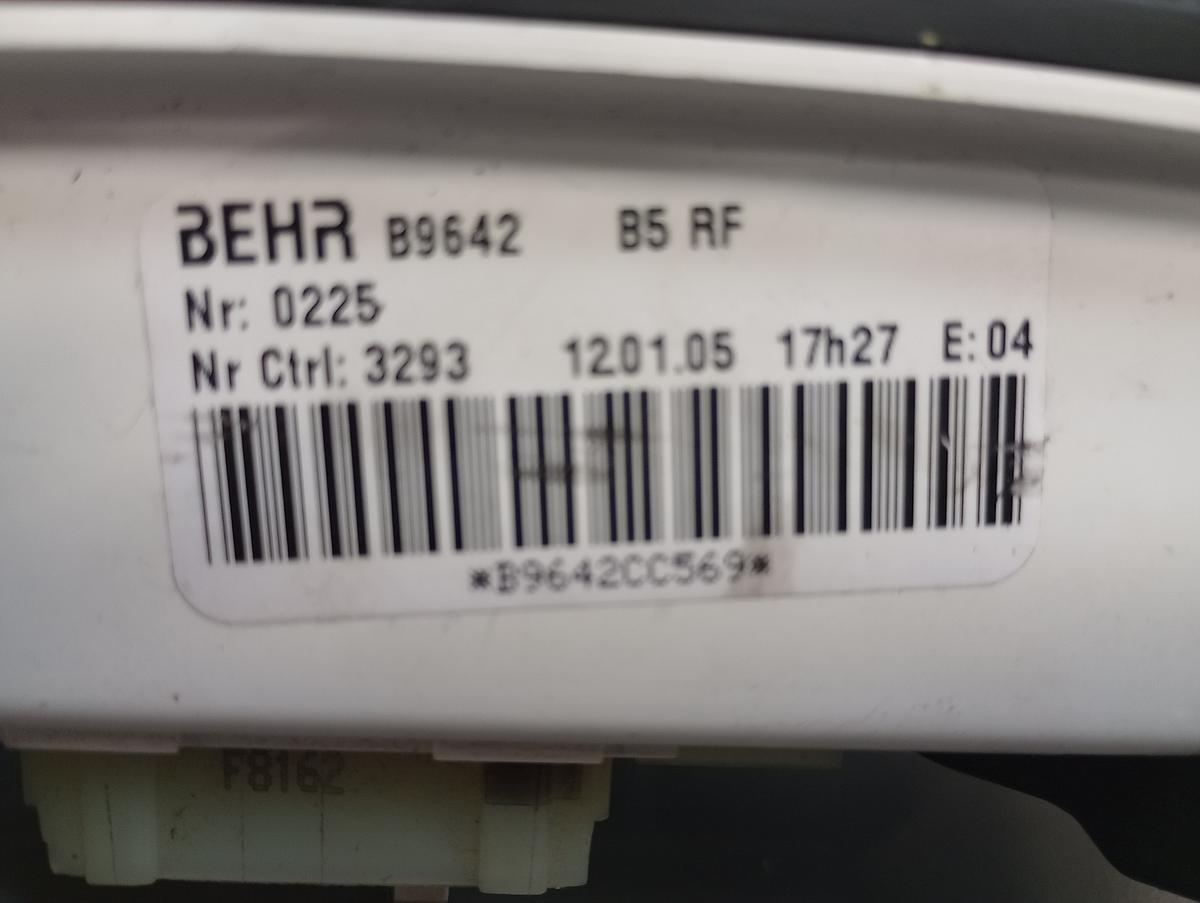 BEHR B9642 B5 RF
Nr: 0225
Nr Ctrl: 3293 12.01.05 17h27 E: 04
*B9642CC569*
F8162